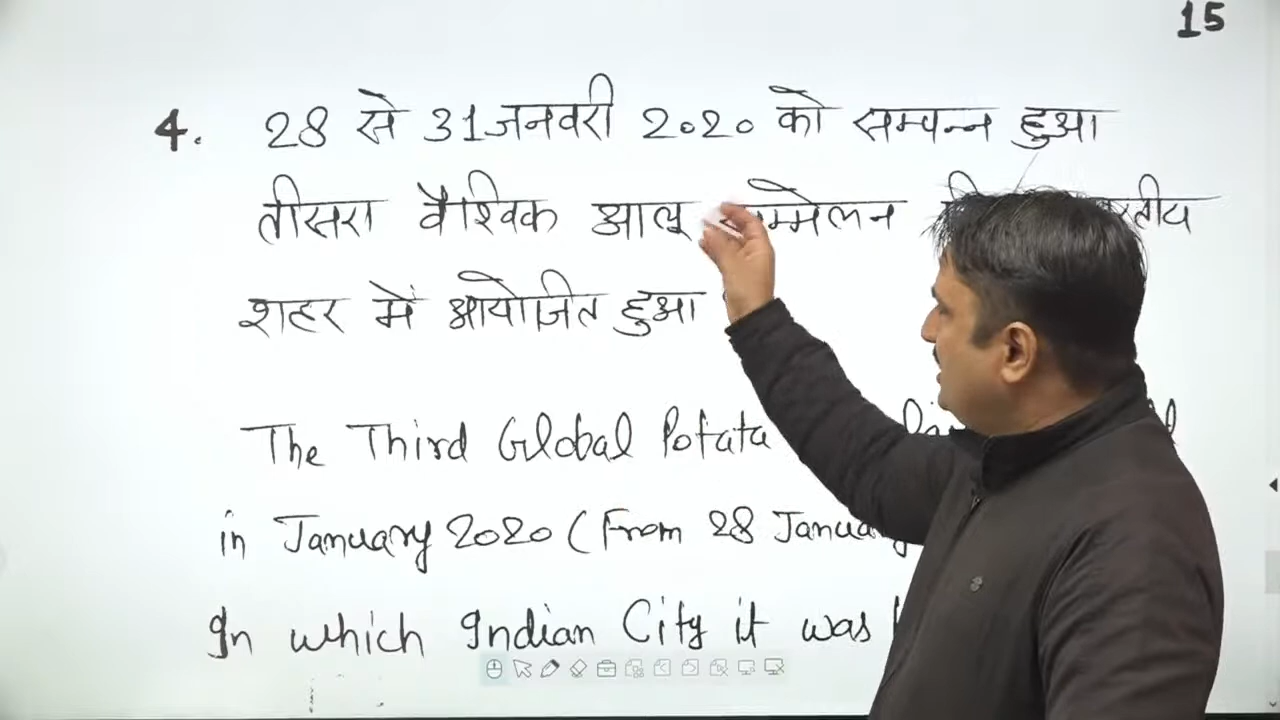 15
4. 28 से 31 जनवरी 2020 को सम्पन्न हुआ
तीसरा वैश्विक आलू सम्मेलन
शहर में आयोजित हुआ
The Third Global Potata
in January 2020 (From 28 January
In which Indian City it was